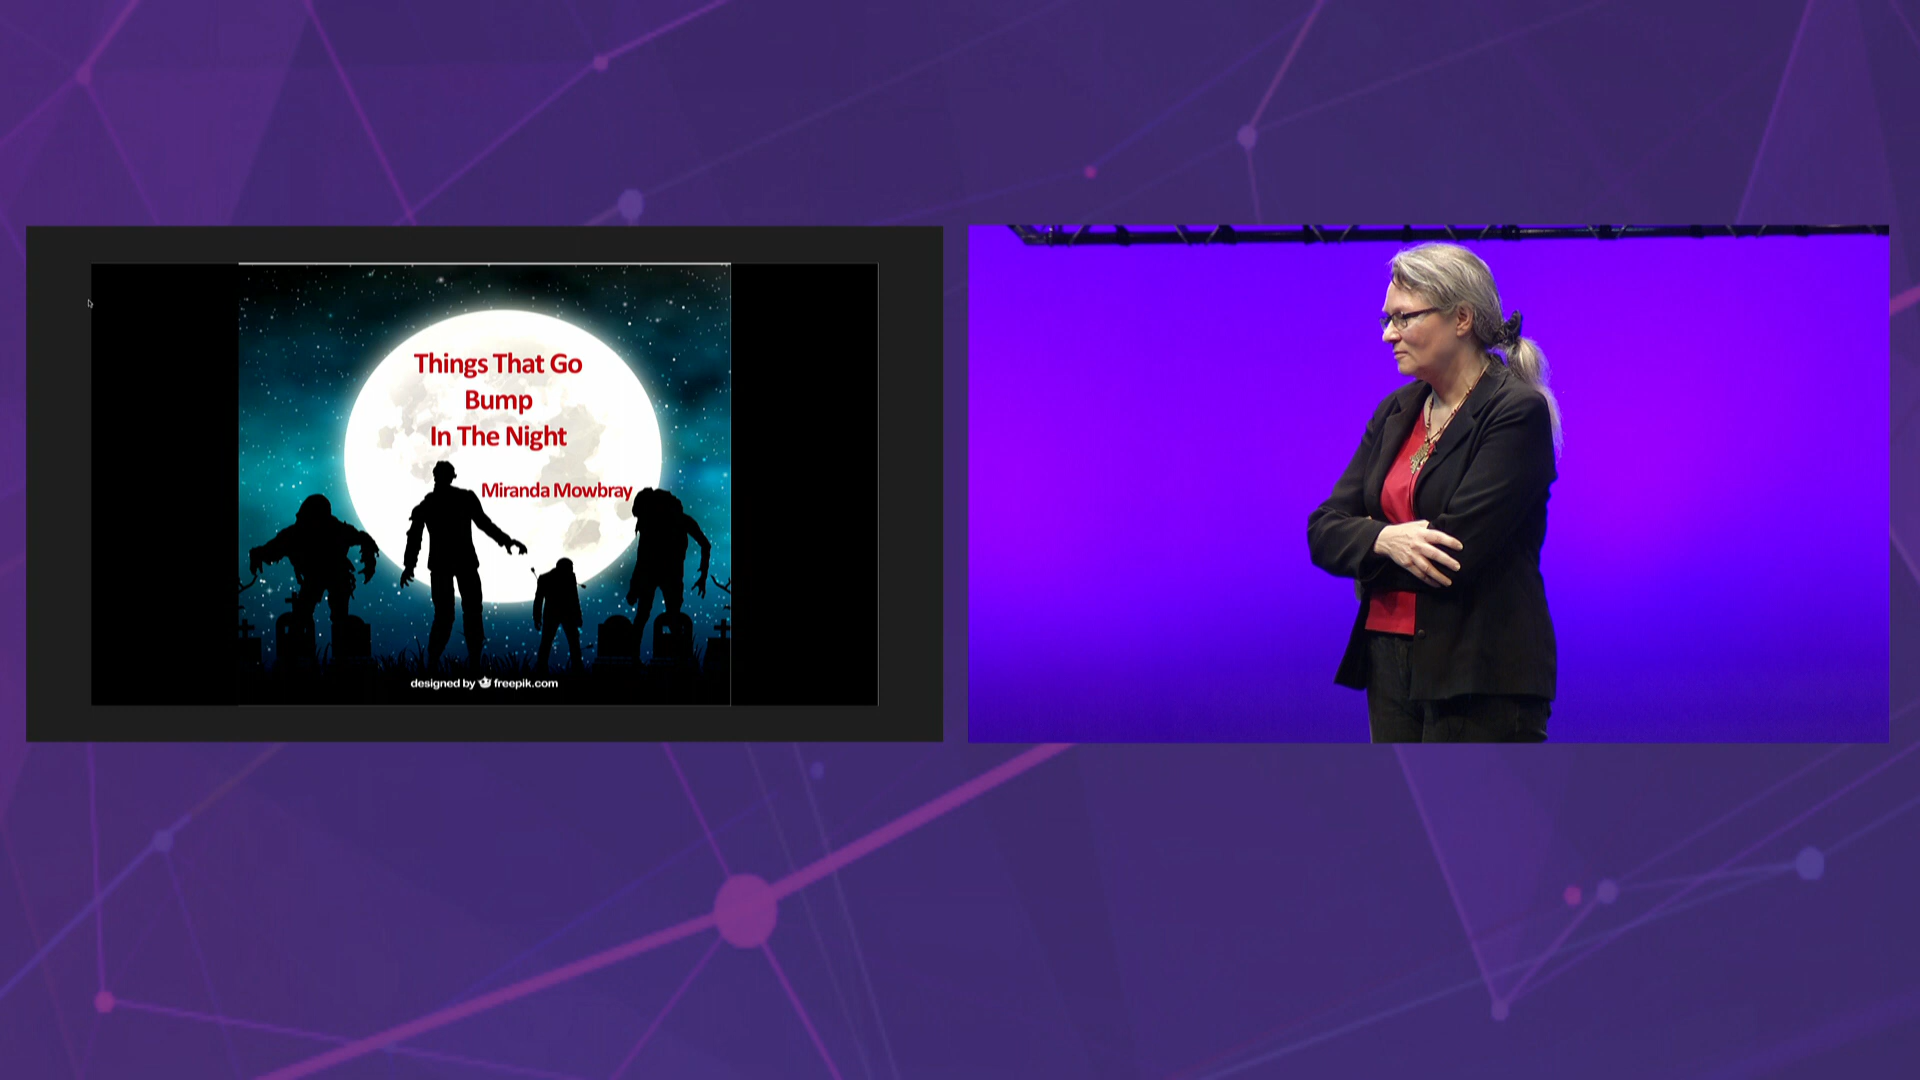 Things That Go
Bump
In The Night
Miranda Mowbray
designed by freepik.com